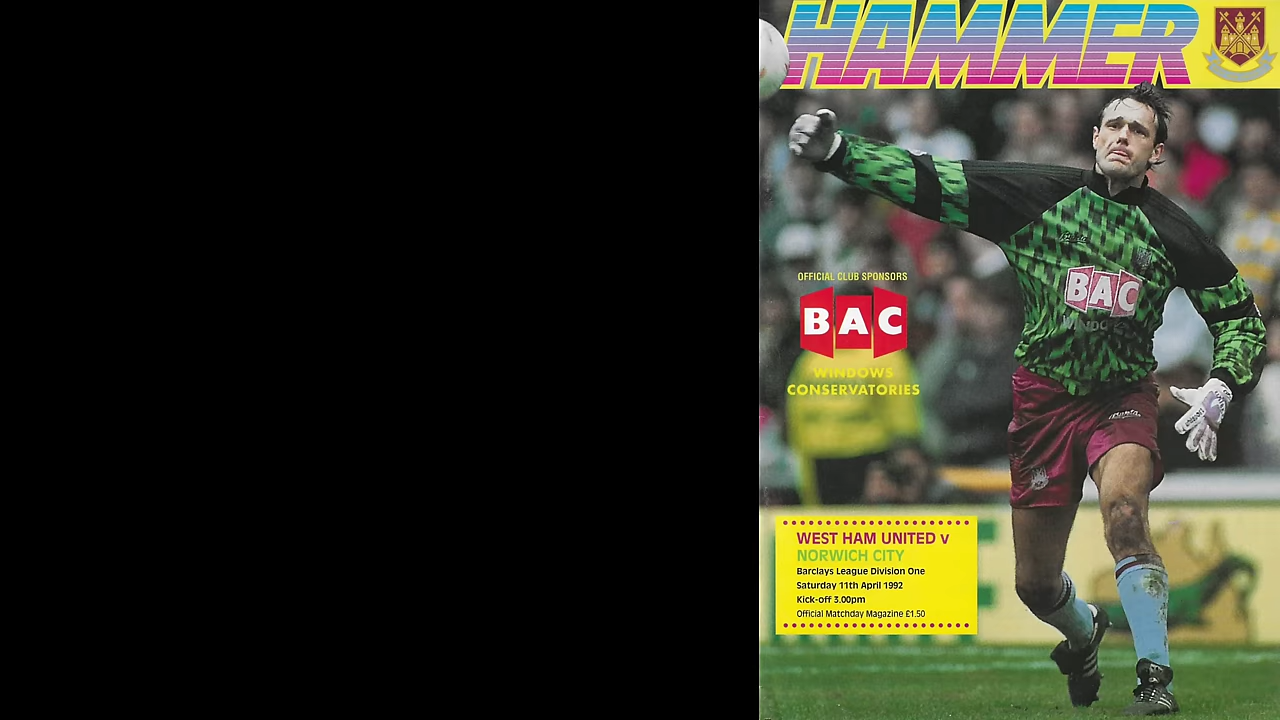 HAMMER
OFFICIAL CLUB SPONSORS
BAC
WINDOWS
CONSERVATORIES
BAC
WINDOWS
WEST HAM UNITED v
NORWICH CITY
Barclays League Division One
Saturday 11th April 1992
Kick-off 3.00pm
Official Matchday Magazine £1.50